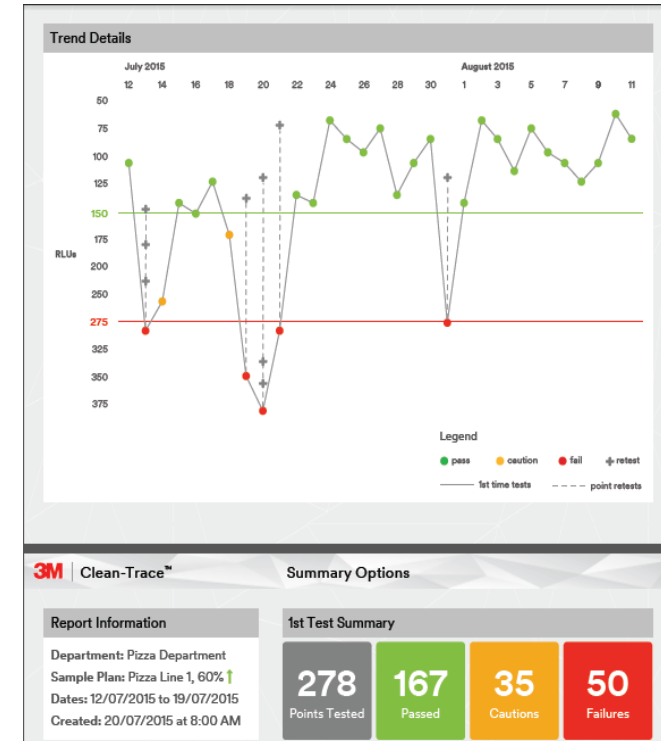 Trend Details
July 2015 August 2015
12 14 16 18 20 22 24 26 28 30 1 3 5 7 9 11
50
75
100
125
150
175
RLUs
200
250
275
325
350
375
Legend
pass caution fail retest
1st time tests point retests
3M Clean-Trace™ Summary Options
Report Information 1st Test Summary
Department: Pizza Department
Sample Plan: Pizza Line 1, 60%
Dates: 12/07/2015 to 19/07/2015
Created: 20/07/2015 at 8:00 AM
278 167 35 50
Points Tested Passed Cautions Failures